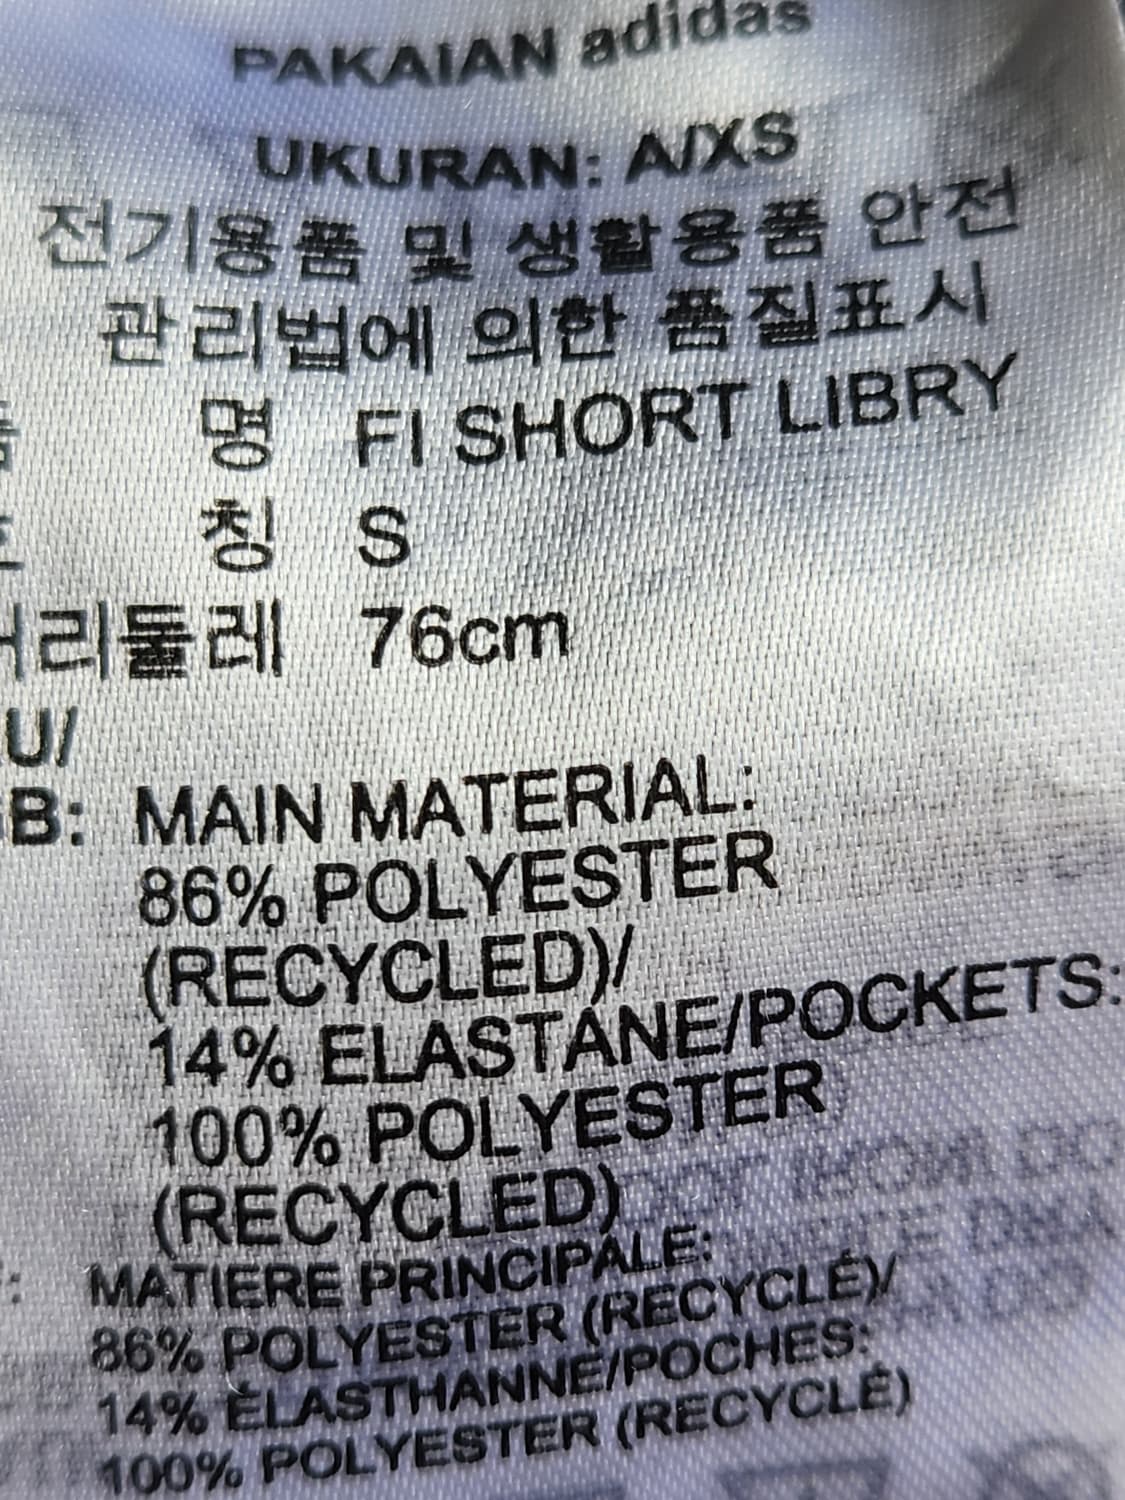 PAKAIAN adidas
UKURAN: A/XS
전기용품 및 생활용품 안전
관리법에 의한 품질표시
명 FI SHORT LIBRY
칭 S
리둘레 76cm
U/
B: MAIN MATERIAL:
86% POLYESTER
(RECYCLED)/
14% ELASTANE/POCKETS:
100% POLYESTER
(RECYCLED)
: MATIERE PRINCIPALE:
86% POLYESTER (RECYCLÉ)/
14% ÉLASTHANNE/POCHES:
100% POLYESTER (RECYCLÉ)